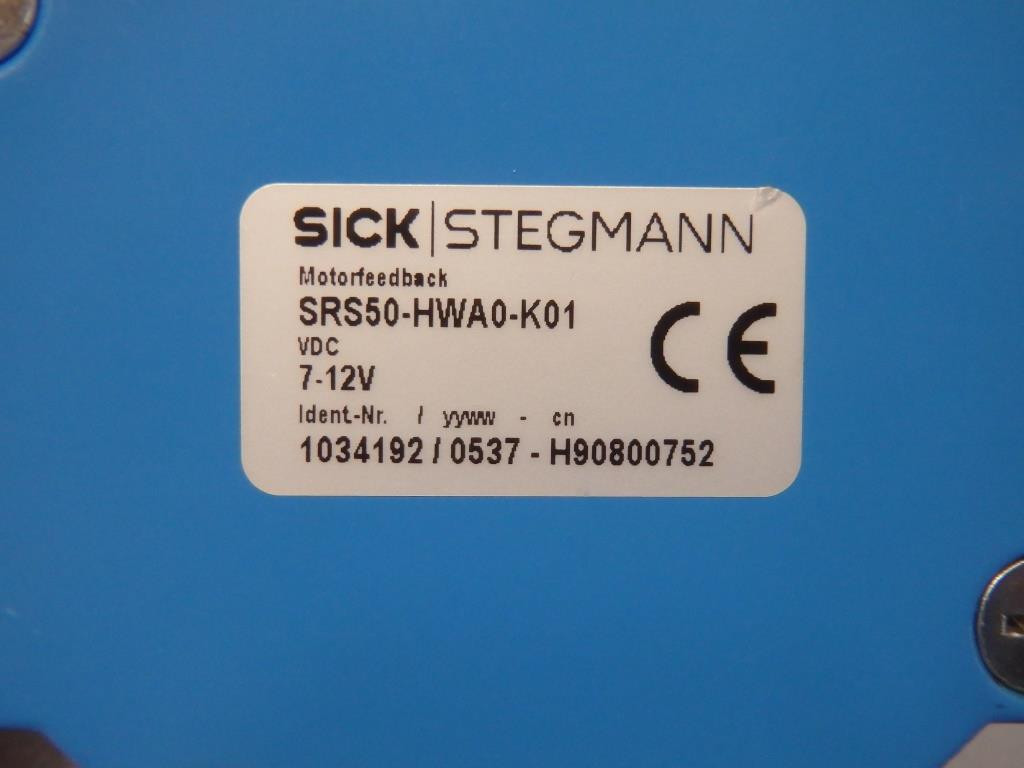 SICK|STEGMANN
Motorfeedback
SRS50-HWA0-K01
VDC
7-12V
CE
Ident.-Nr. / yyww - cn
1034192 / 0537 - H90800752